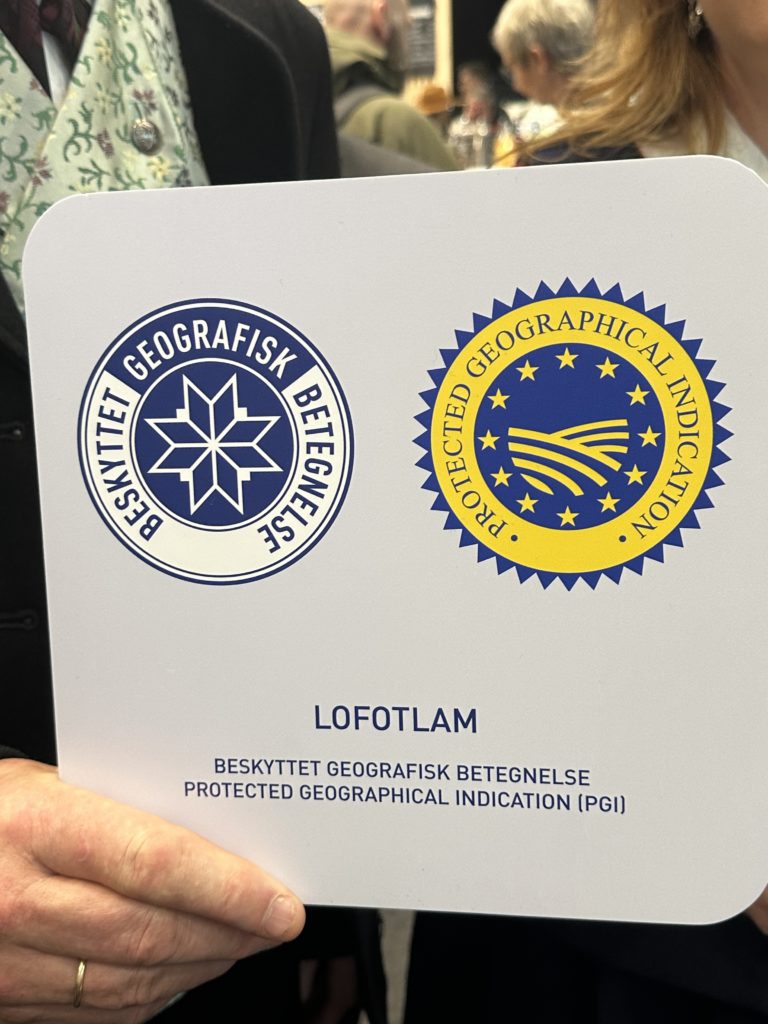 BESKYTTET GEOGRAFISK BETEGNELSE
• PROTECTED GEOGRAPHICAL INDICATION •
LOFOTLAM
BESKYTTET GEOGRAFISK BETEGNELSE
PROTECTED GEOGRAPHICAL INDICATION (PGI)